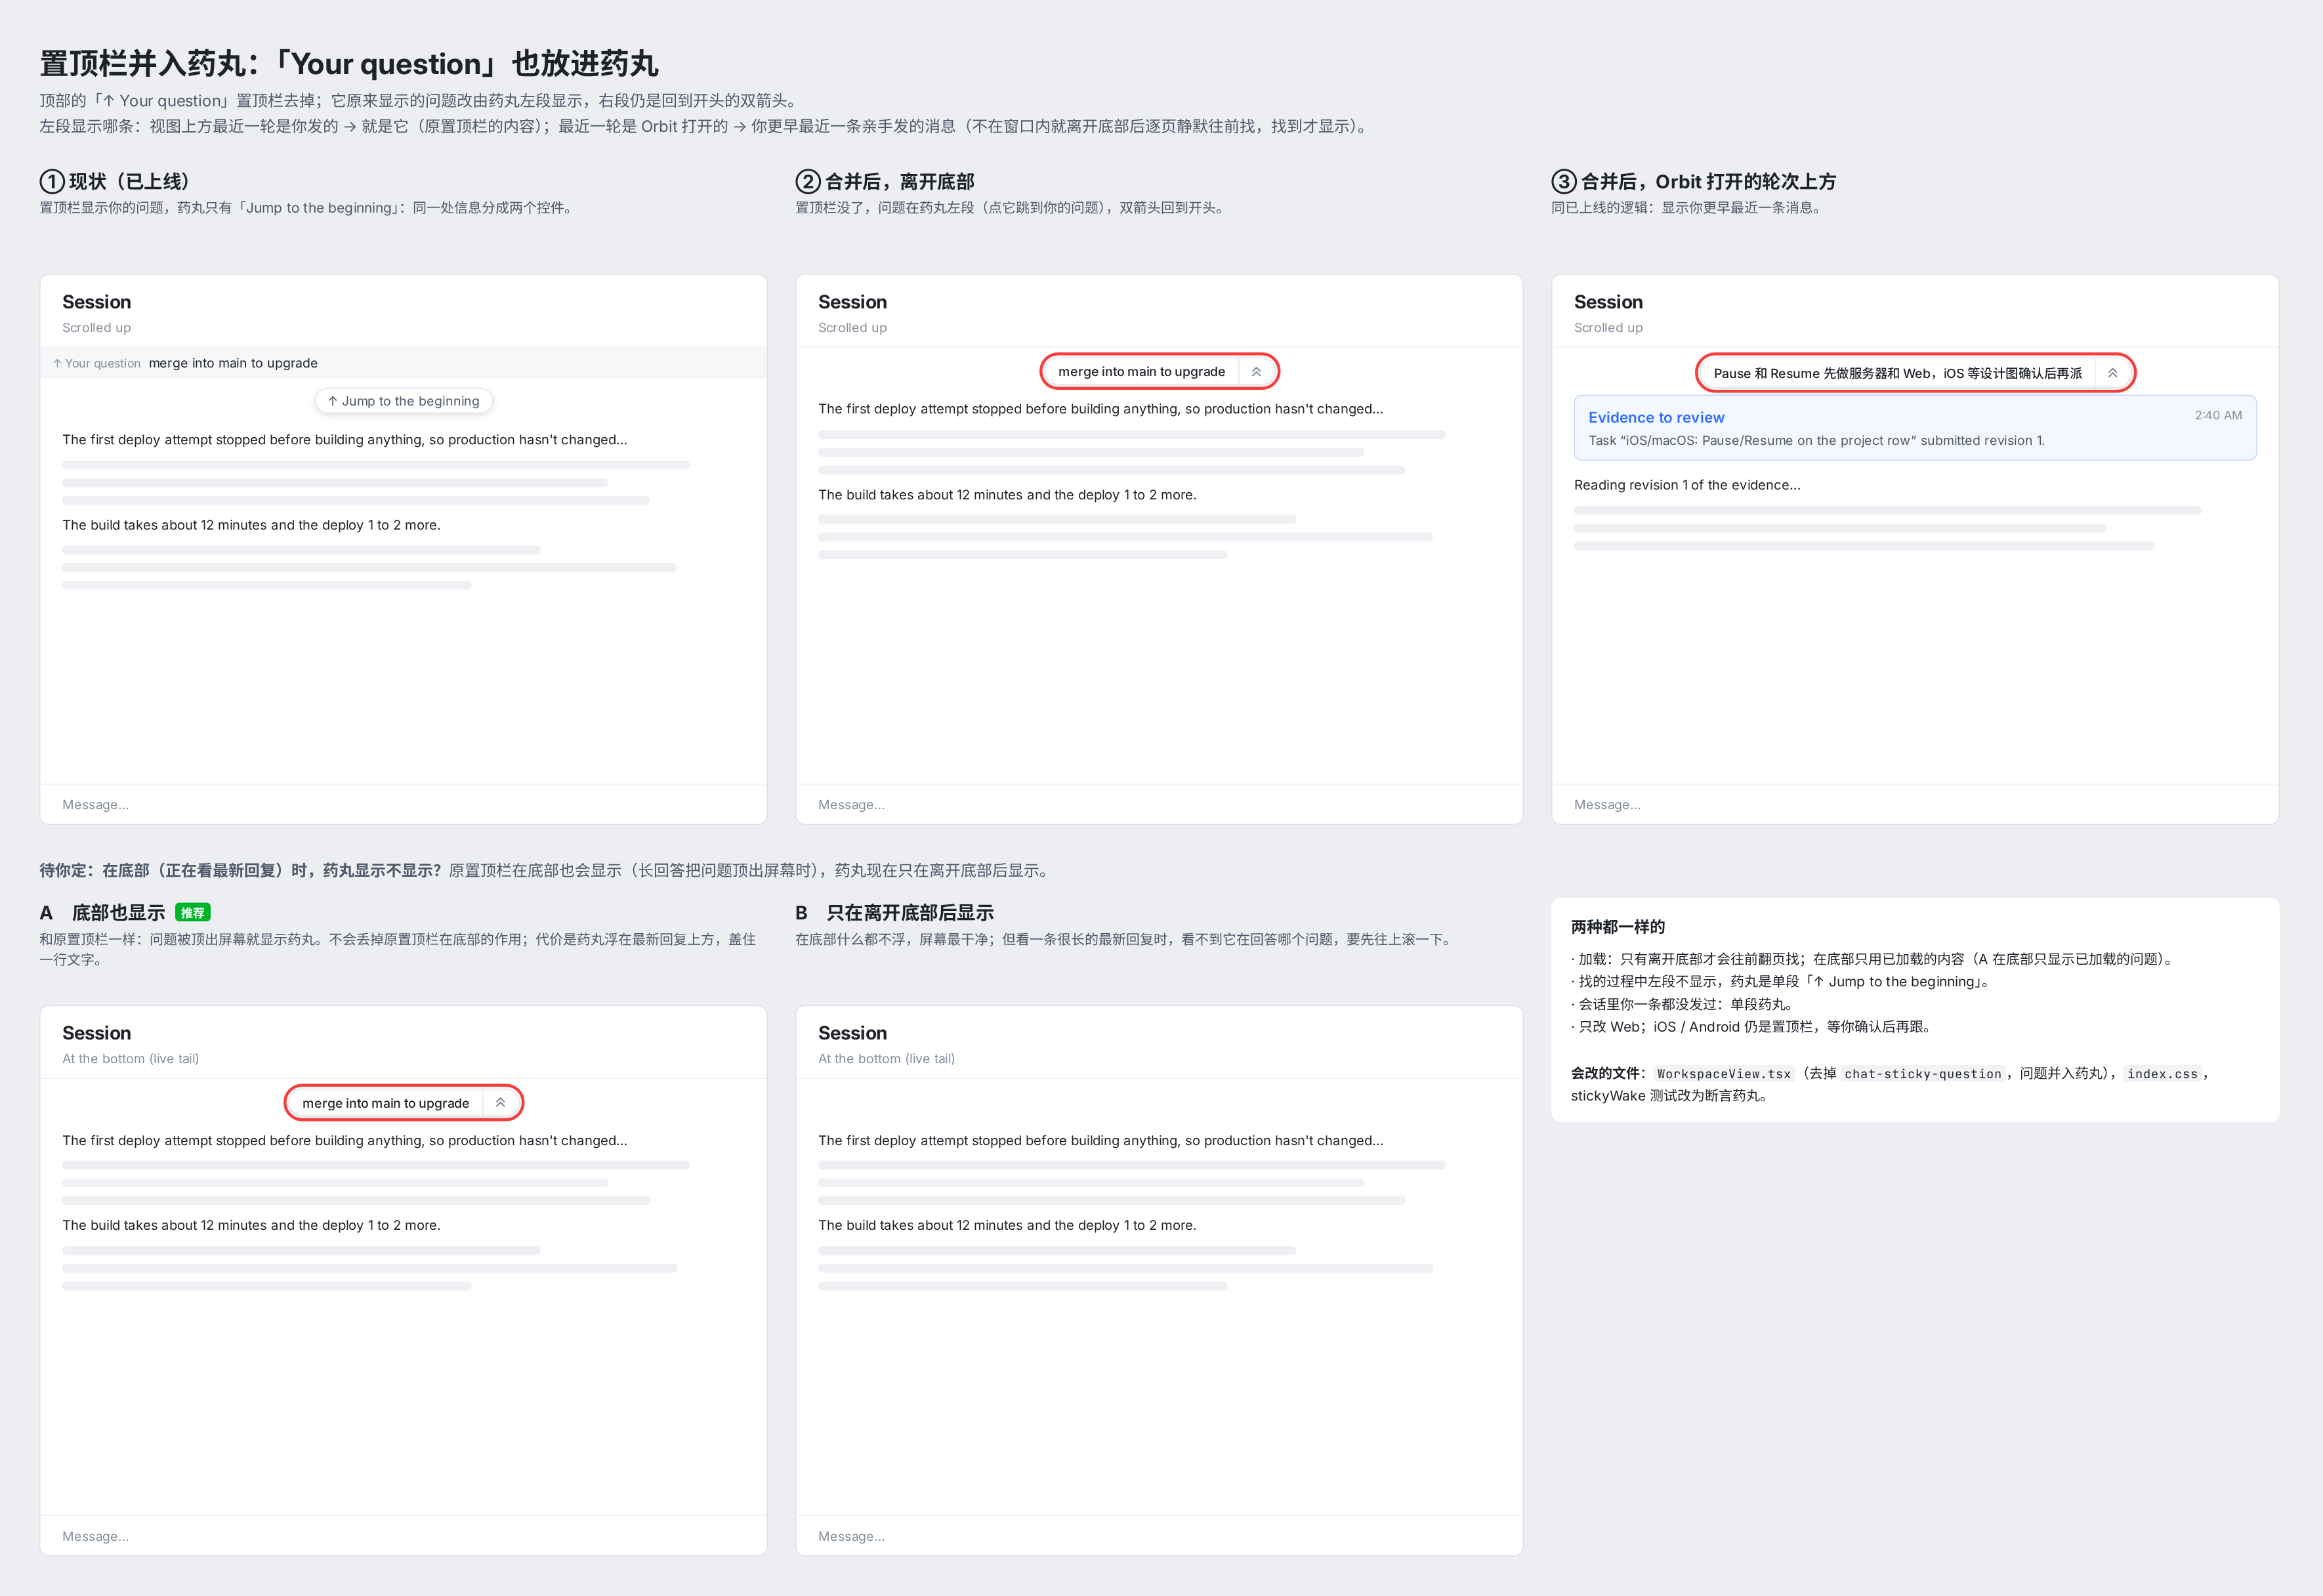 置顶栏并入药丸：「Your question」也放进药丸
顶部的「↑ Your question」置顶栏去掉；它原来显示的问题改由药丸左段显示，右段仍是回到开头的双箭头。
左段显示哪条：视图上方最近一轮是你发的 → 就是它（原置顶栏的内容）；最近一轮是 Orbit 打开的 → 你更早最近一条亲手发的消息（不在窗口内就离开底部后逐页静默往前找，找到才显示）。
① 现状（已上线）
置顶栏显示你的问题，药丸只有「Jump to the beginning」：同一处信息分成两个控件。
Session
Scrolled up
↑ Your question merge into main to upgrade
↑ Jump to the beginning
The first deploy attempt stopped before building anything, so production hasn't changed...
The build takes about 12 minutes and the deploy 1 to 2 more.
Message...
② 合并后，离开底部
置顶栏没了，问题在药丸左段（点它跳到你的问题），双箭头回到开头。
Session
Scrolled up
merge into main to upgrade
The first deploy attempt stopped before building anything, so production hasn't changed...
The build takes about 12 minutes and the deploy 1 to 2 more.
Message...
③ 合并后，Orbit 打开的轮次上方
同已上线的逻辑：显示你更早最近一条消息。
Session
Scrolled up
Pause 和 Resume 先做服务器和 Web，iOS 等设计图确认后再派
Evidence to review 2:40 AM
Task “iOS/macOS: Pause/Resume on the project row” submitted revision 1.
Reading revision 1 of the evidence...
Message...
待你定：在底部（正在看最新回复）时，药丸显示不显示？原置顶栏在底部也会显示（长回答把问题顶出屏幕时），药丸现在只在离开底部后显示。
A 底部也显示 推荐
和原置顶栏一样：问题被顶出屏幕就显示药丸。不会丢掉原置顶栏在底部的作用；代价是药丸浮在最新回复上方，盖住
一行文字。
Session
At the bottom (live tail)
merge into main to upgrade
The first deploy attempt stopped before building anything, so production hasn't changed...
The build takes about 12 minutes and the deploy 1 to 2 more.
Message...
B 只在离开底部后显示
在底部什么都不浮，屏幕最干净；但看一条很长的最新回复时，看不到它在回答哪个问题，要先往上滚一下。
Session
At the bottom (live tail)
The first deploy attempt stopped before building anything, so production hasn't changed...
The build takes about 12 minutes and the deploy 1 to 2 more.
Message...
两种都一样的
· 加载：只有离开底部才会往前翻页找；在底部只用已加载的内容（A 在底部只显示已加载的问题）。
· 找的过程中左段不显示，药丸是单段「↑ Jump to the beginning」。
· 会话里你一条都没发过：单段药丸。
· 只改 Web；iOS / Android 仍是置顶栏，等你确认后再跟。
会改的文件：WorkspaceView.tsx（去掉 chat-sticky-question，问题并入药丸），index.css，
stickyWake 测试改为断言药丸。